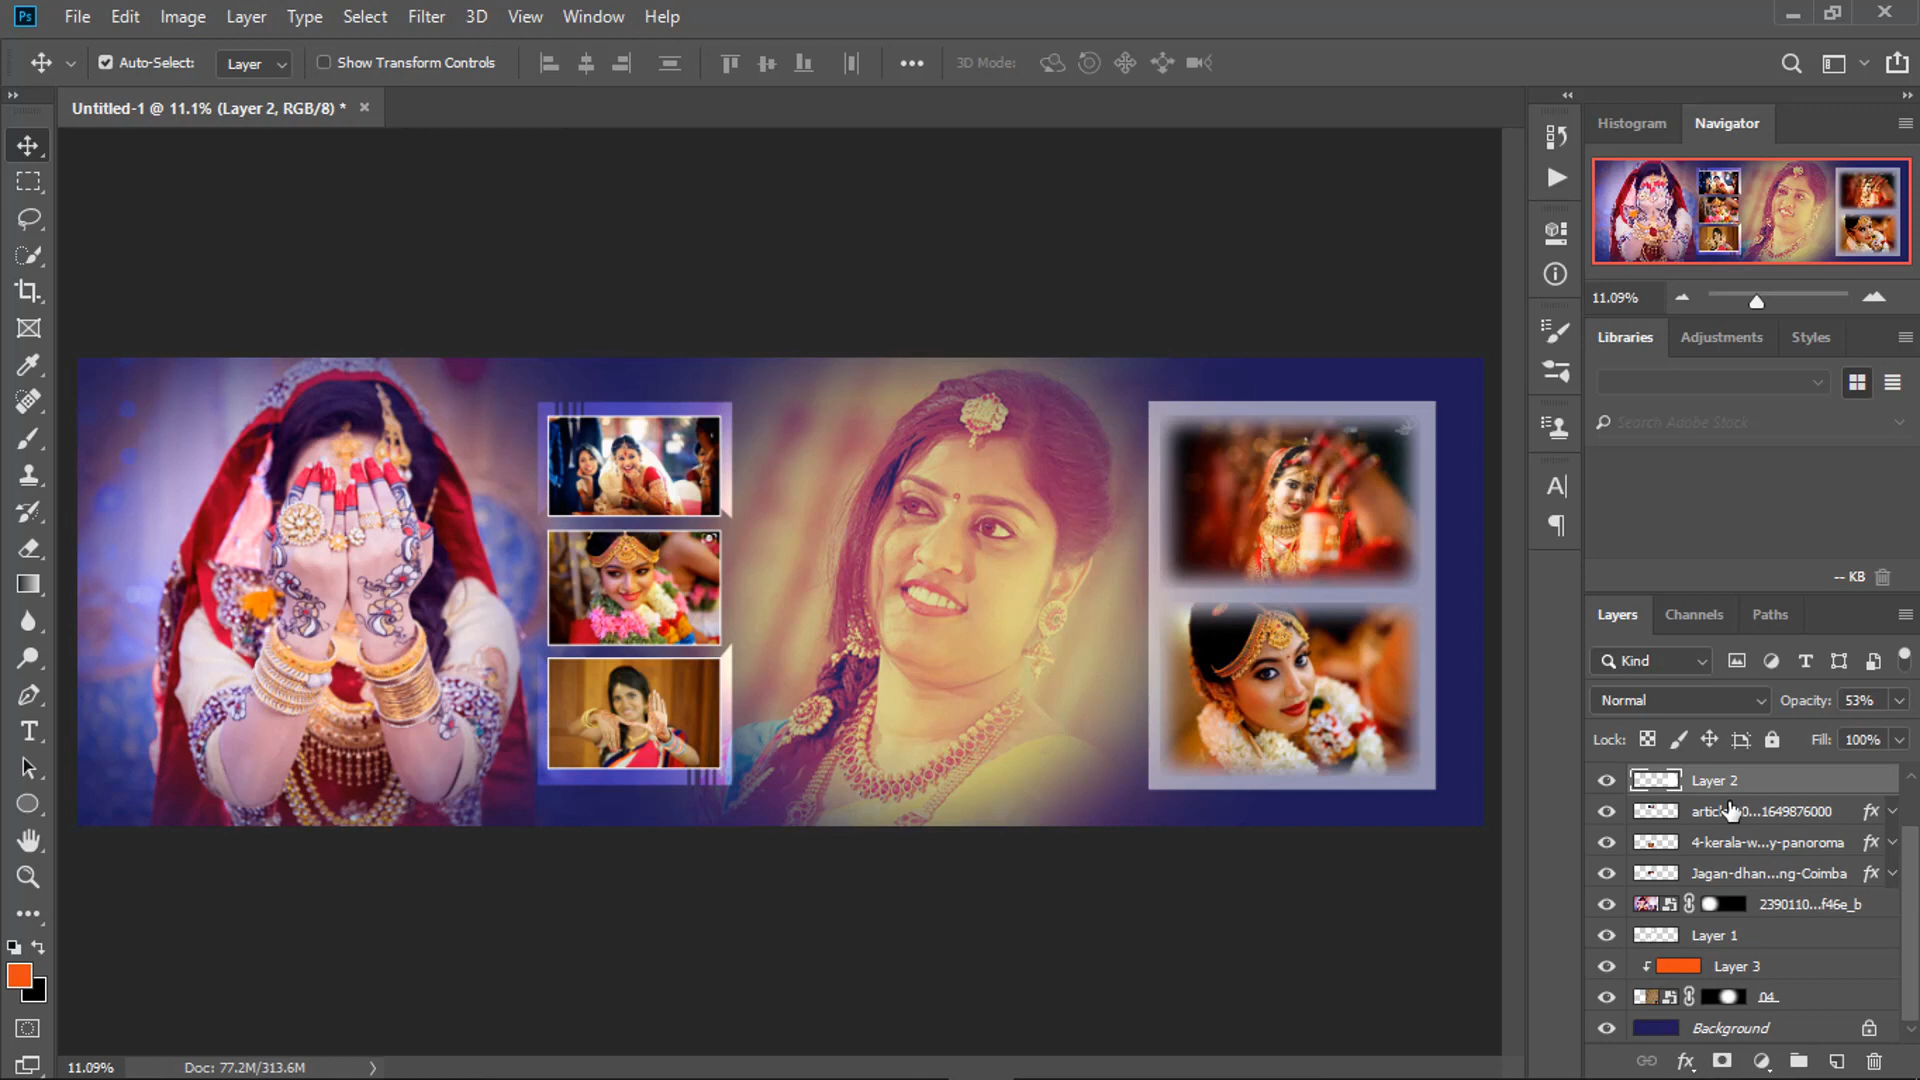 Ps File Edit Image Layer Type Select Filter 3D View Window Help
Auto-Select: Layer Show Transform Controls 3D Mode:
Untitled-1 @ 11.1% (Layer 2, RGB/8) *
Histogram Navigator
11.09%
Libraries Adjustments Styles
Search Adobe Stock
-- KB
Layers Channels Paths
Kind
Normal Opacity: 53%
Lock: Fill: 100%
Layer 2
1649876000 fx
4-kerala-w...y-panoroma fx
Jagan-dhan...ng-Coimba fx
2390110...f46e_b
Layer 1
Layer 3
04
Background
11.09% Doc: 77.2M/313.6M